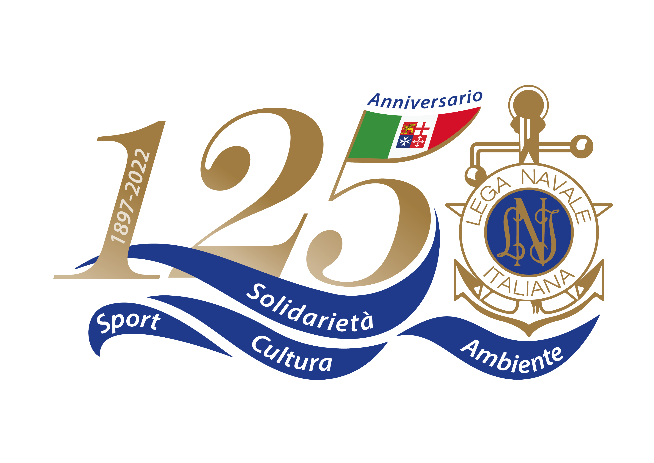 125
1897-2022
Anniversario
LEGA NAVALE
ITALIANA
LNI
Solidarietà
Sport
Cultura
Ambiente